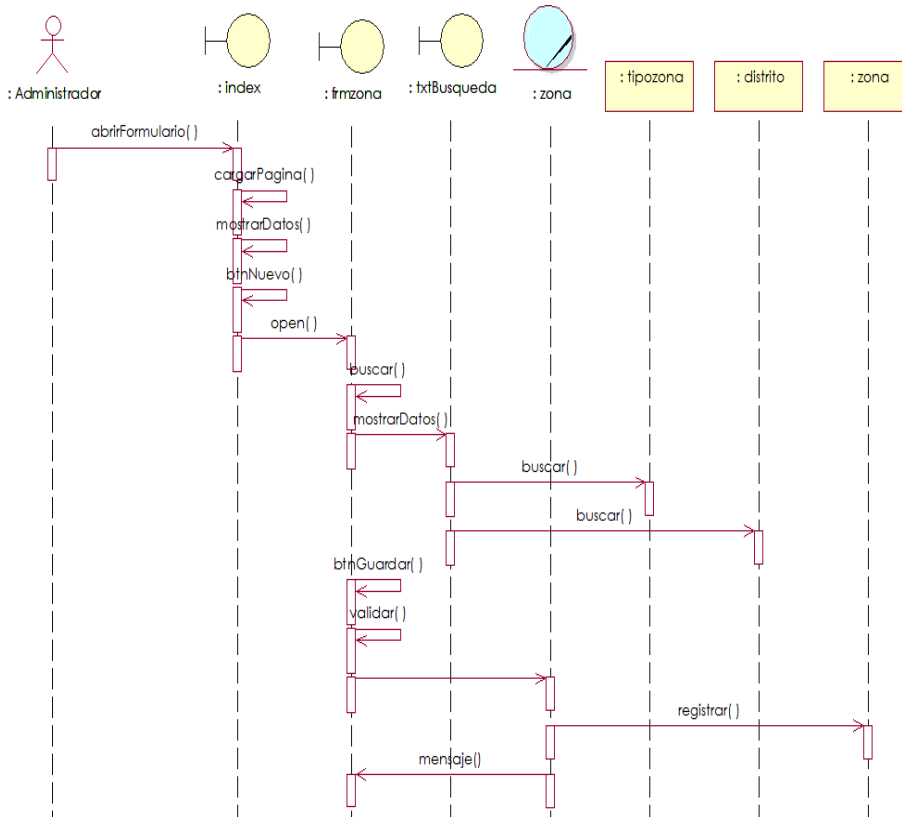 : Administrador
: index
: frmzona
: txtBusqueda
: zona
: tipozona
: distrito
: zona
abrirFormulario( )
cargarPagina( )
mostrarDatos( )
btnNuevo( )
open( )
buscar( )
mostrarDatos( )
buscar( )
buscar( )
btnGuardar( )
validar( )
registrar( )
mensaje()